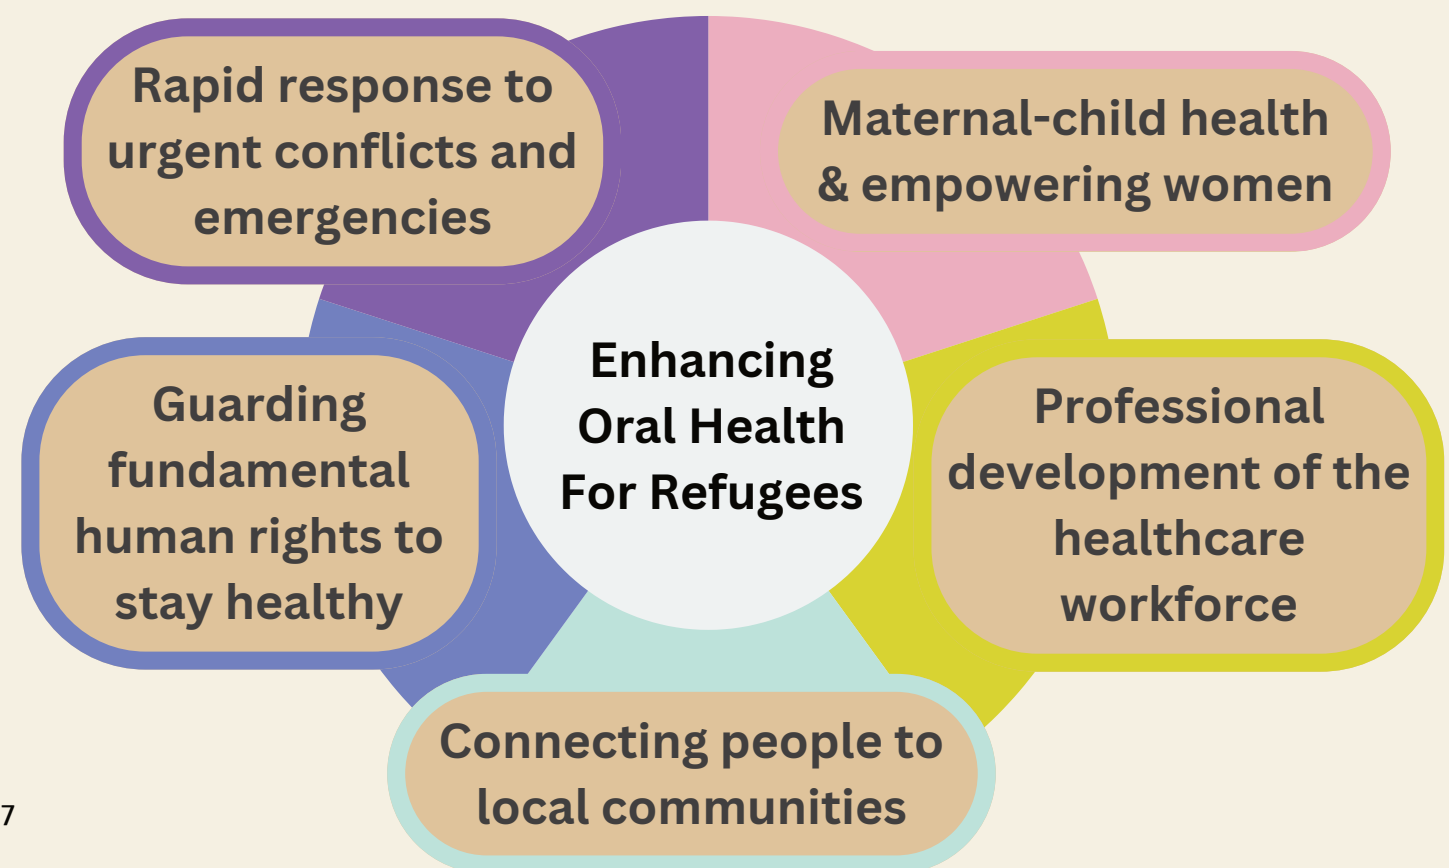 Rapid response to
urgent conflicts and
emergencies
Maternal-child health
& empowering women
Enhancing
Oral Health
For Refugees
Guarding
fundamental
human rights to
stay healthy
Professional
development of the
healthcare
workforce
Connecting people to
local communities
7